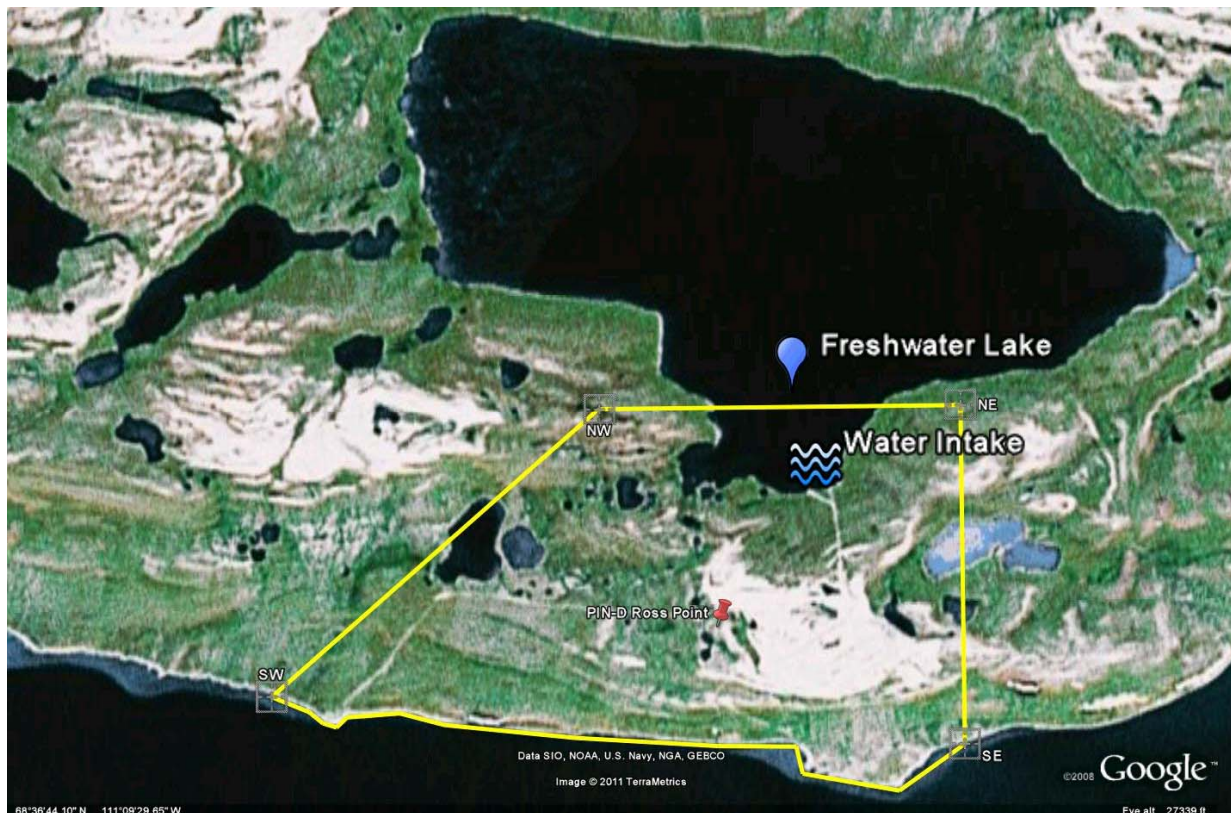 Freshwater Lake
NW
NE
Water Intake
PIN-D Ross Point
SW
SE
Data SIO, NOAA, U.S. Navy, NGA, GEBCO
Image © 2011 TerraMetrics
©2008 Google™
68°36'44.10" N 111°09'29.65" W
Eye alt 27339 ft